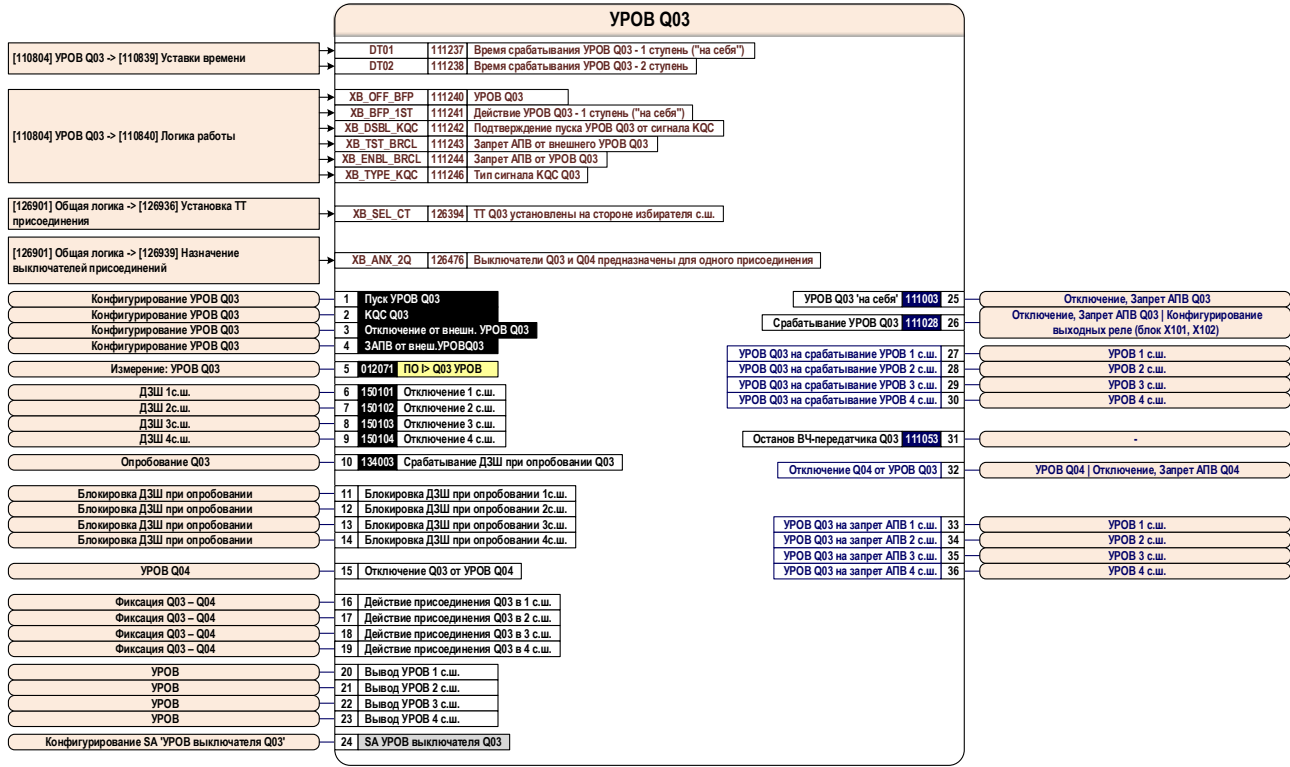 УРОВ Q03
[110804] УРОВ Q03 -> [110839] Уставки времени
DT01 111237 Время срабатывания УРОВ Q03 - 1 ступень ("на себя")
DT02 111238 Время срабатывания УРОВ Q03 - 2 ступень
[110804] УРОВ Q03 -> [110840] Логика работы
XB_OFF_BFP 111240 УРОВ Q03
XB_BFP_1ST 111241 Действие УРОВ Q03 - 1 ступень ("на себя")
XB_DSBL_KQC 111242 Подтверждение пуска УРОВ Q03 от сигнала KQC
XB_TST_BRCL 111243 Запрет АПВ от внешнего УРОВ Q03
XB_ENBL_BRCL 111244 Запрет АПВ от УРОВ Q03
XB_TYPE_KQC 111246 Тип сигнала KQC Q03
[126901] Общая логика -> [126936] Установка ТТ
присоединения
XB_SEL_CT 126394 ТТ Q03 установлены на стороне избирателя с.ш.
[126901] Общая логика -> [126939] Назначение
выключателей присоединений
XB_ANX_2Q 126476 Выключатели Q03 и Q04 предназначены для одного присоединения
Конфигурирование УРОВ Q03 1 Пуск УРОВ Q03
Конфигурирование УРОВ Q03 2 KQC Q03
Конфигурирование УРОВ Q03 3 Отключение от внешн. УРОВ Q03
Конфигурирование УРОВ Q03 4 ЗАПВ от внеш.УРОВQ03
Измерение: УРОВ Q03 5 012071 ПО I> Q03 УРОВ
ДЗШ 1с.ш. 6 150101 Отключение 1 с.ш.
ДЗШ 2с.ш. 7 150102 Отключение 2 с.ш.
ДЗШ 3с.ш. 8 150103 Отключение 3 с.ш.
ДЗШ 4с.ш. 9 150104 Отключение 4 с.ш.
Опробование Q03 10 134003 Срабатывание ДЗШ при опробовании Q03
Блокировка ДЗШ при опробовании 11 Блокировка ДЗШ при опробовании 1с.ш.
Блокировка ДЗШ при опробовании 12 Блокировка ДЗШ при опробовании 2с.ш.
Блокировка ДЗШ при опробовании 13 Блокировка ДЗШ при опробовании 3с.ш.
Блокировка ДЗШ при опробовании 14 Блокировка ДЗШ при опробовании 4с.ш.
УРОВ Q04 15 Отключение Q03 от УРОВ Q04
Фиксация Q03 – Q04 16 Действие присоединения Q03 в 1 с.ш.
Фиксация Q03 – Q04 17 Действие присоединения Q03 в 2 с.ш.
Фиксация Q03 – Q04 18 Действие присоединения Q03 в 3 с.ш.
Фиксация Q03 – Q04 19 Действие присоединения Q03 в 4 с.ш.
УРОВ 20 Вывод УРОВ 1 с.ш.
УРОВ 21 Вывод УРОВ 2 с.ш.
УРОВ 22 Вывод УРОВ 3 с.ш.
УРОВ 23 Вывод УРОВ 4 с.ш.
Конфигурирование SA 'УРОВ выключателя Q03' 24 SA УРОВ выключателя Q03
УРОВ Q03 'на себя' 111003 25 Отключение, Запрет АПВ Q03
Срабатывание УРОВ Q03 111028 26 Отключение, Запрет АПВ Q03 | Конфигурирование
выходных реле (блок X101, X102)
УРОВ Q03 на срабатывание УРОВ 1 с.ш. 27 УРОВ 1 с.ш.
УРОВ Q03 на срабатывание УРОВ 2 с.ш. 28 УРОВ 2 с.ш.
УРОВ Q03 на срабатывание УРОВ 3 с.ш. 29 УРОВ 3 с.ш.
УРОВ Q03 на срабатывание УРОВ 4 с.ш. 30 УРОВ 4 с.ш.
Останов ВЧ-передатчика Q03 111053 31 -
Отключение Q04 от УРОВ Q03 32 УРОВ Q04 | Отключение, Запрет АПВ Q04
УРОВ Q03 на запрет АПВ 1 с.ш. 33 УРОВ 1 с.ш.
УРОВ Q03 на запрет АПВ 2 с.ш. 34 УРОВ 2 с.ш.
УРОВ Q03 на запрет АПВ 3 с.ш. 35 УРОВ 3 с.ш.
УРОВ Q03 на запрет АПВ 4 с.ш. 36 УРОВ 4 с.ш.